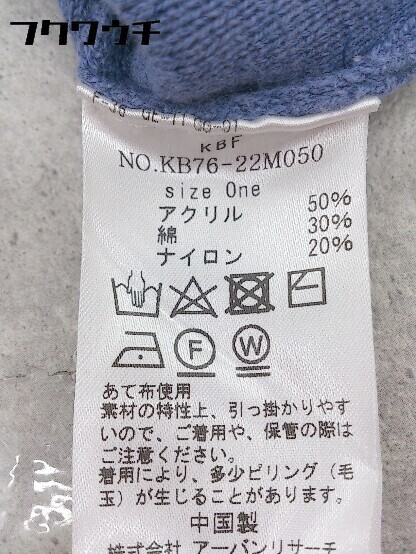 フクワウチ
KBF
NO.KB76-22M050
size One
アクリル 50%
綿 30%
ナイロン 20%
F W
あて布使用
素材の特性上、引っ掛かりやす
いので、ご着用や、保管の際は
ご注意ください。
着用により、多少ピリング(毛
玉)が生じることがあります。
中国製
株式会社 アーバンリサーチ